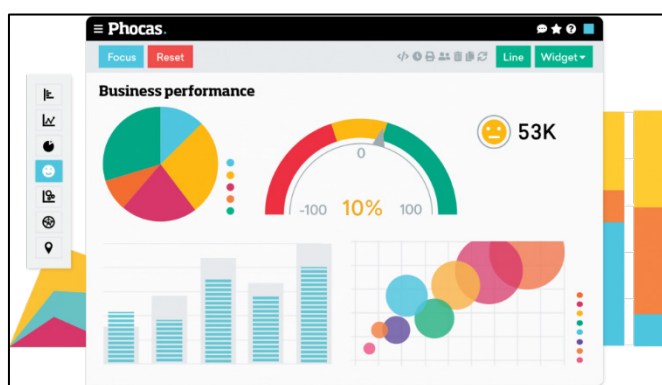 ≡ Phocas.
Focus Reset </> Line Widget
Business performance
53K
0
-100 10% 100